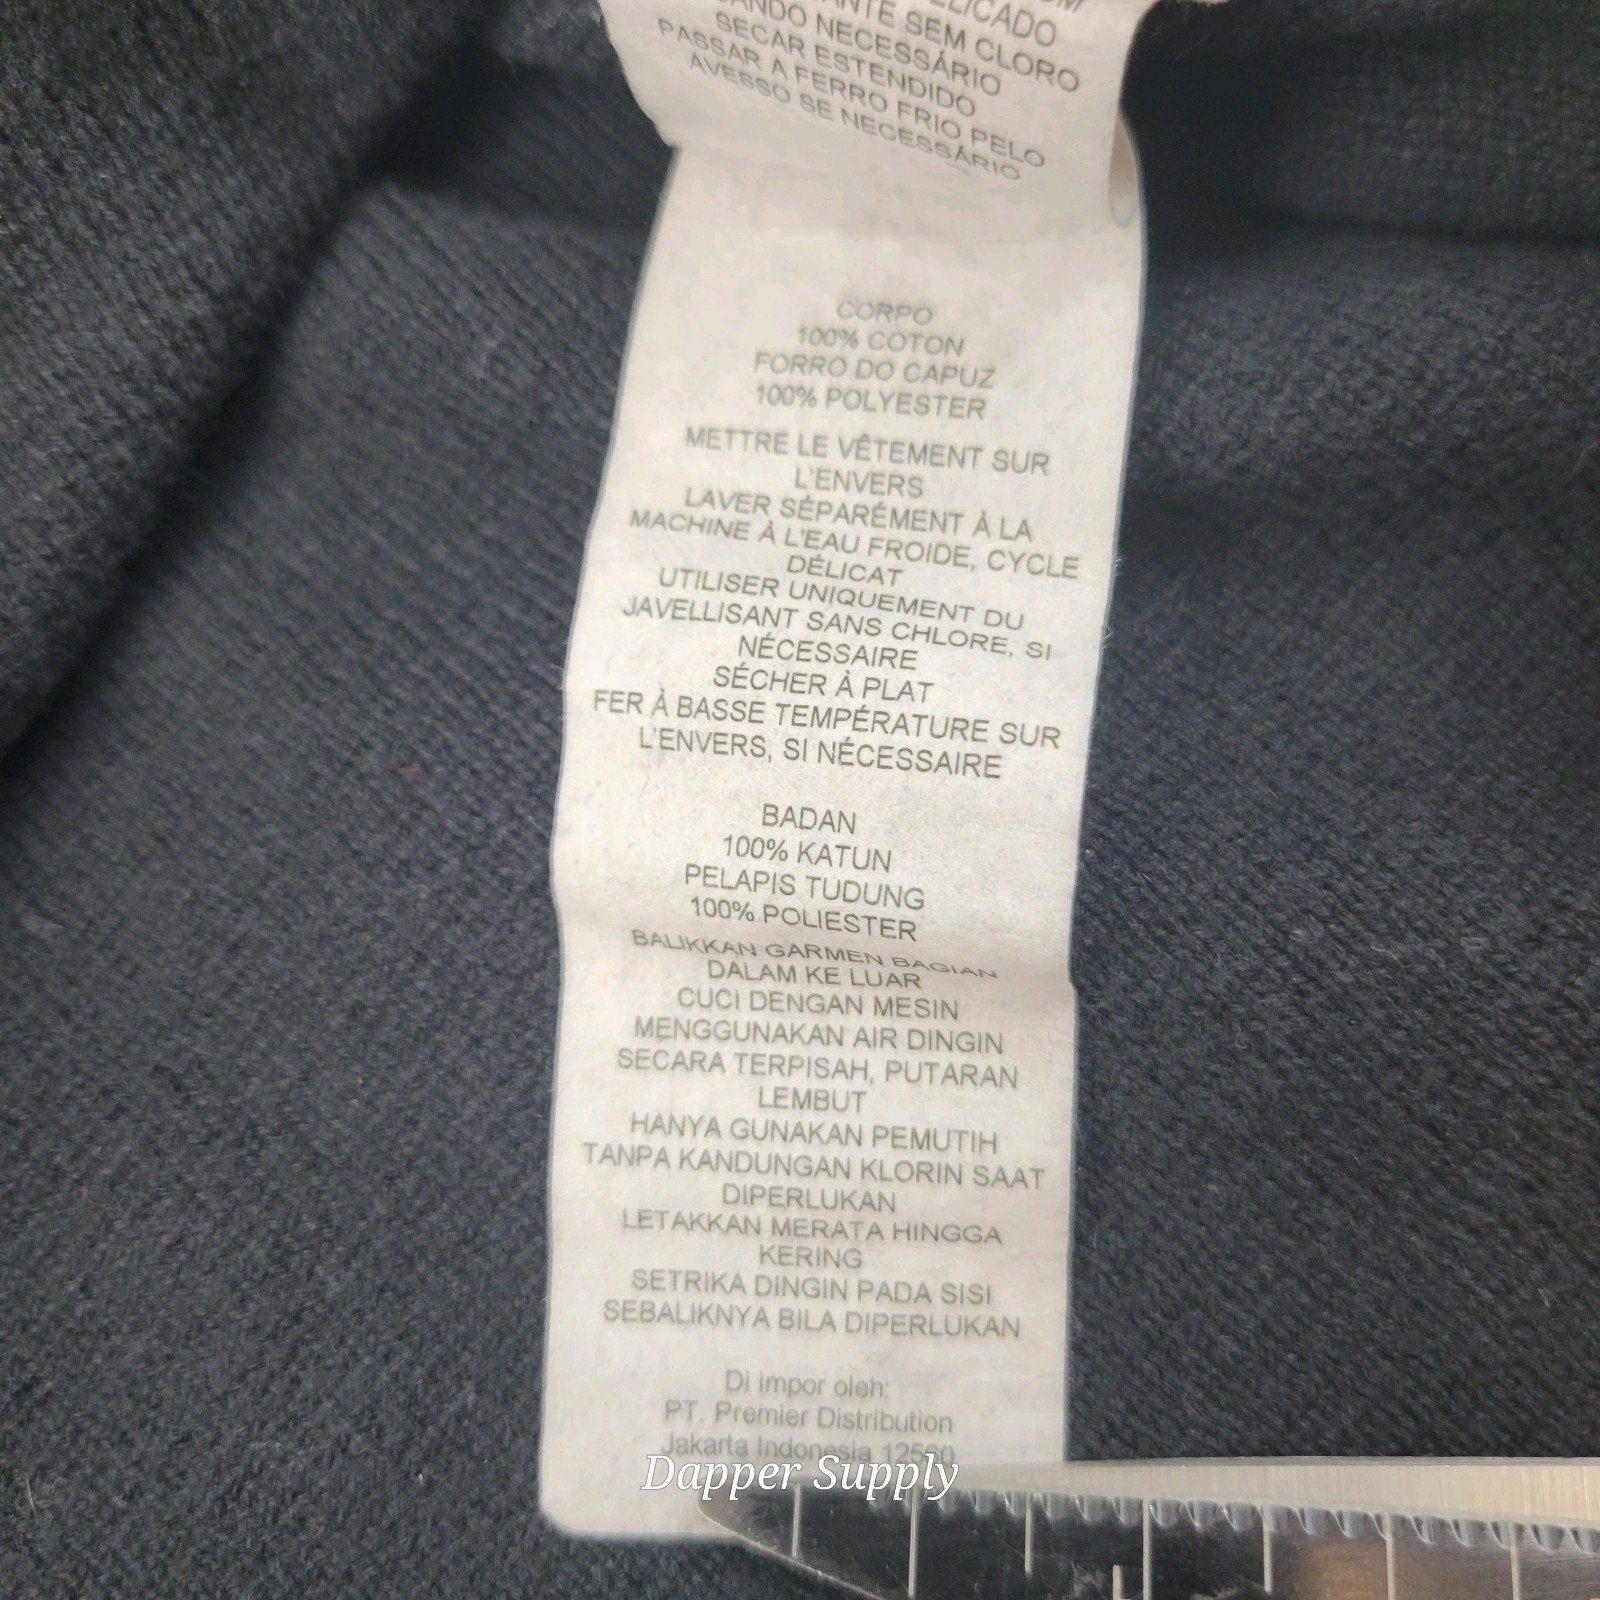 ELICADO
ANTE SEM CLORO
ANDO NECESSÁRIO
SECAR ESTENDIDO
PASSAR A FERRO FRIO PELO
AVESSO SE NECESSÁRIO
CORPO
100% COTON
FORRO DO CAPUZ
100% POLYESTER
METTRE LE VÊTEMENT SUR
L'ENVERS
LAVER SÉPARÉMENT À LA
MACHINE À L'EAU FROIDE, CYCLE
DÉLICAT
UTILISER UNIQUEMENT DU
JAVELLISANT SANS CHLORE, SI
NÉCESSAIRE
SÉCHER À PLAT
FER À BASSE TEMPÉRATURE SUR
L'ENVERS, SI NÉCESSAIRE
BADAN
100% KATUN
PELAPIS TUDUNG
100% POLIESTER
BALIKKAN GARMEN BAGIAN
DALAM KE LUAR
CUCI DENGAN MESIN
MENGGUNAKAN AIR DINGIN
SECARA TERPISAH, PUTARAN
LEMBUT
HANYA GUNAKAN PEMUTIH
TANPA KANDUNGAN KLORIN SAAT
DIPERLUKAN
LETAKKAN MERATA HINGGA
KERING
SETRIKA DINGIN PADA SISI
SEBALIKNYA BILA DIPERLUKAN
Di impor oleh:
PT. Premier Distribution
Jakarta Indonesia 12560
Dapper Supply